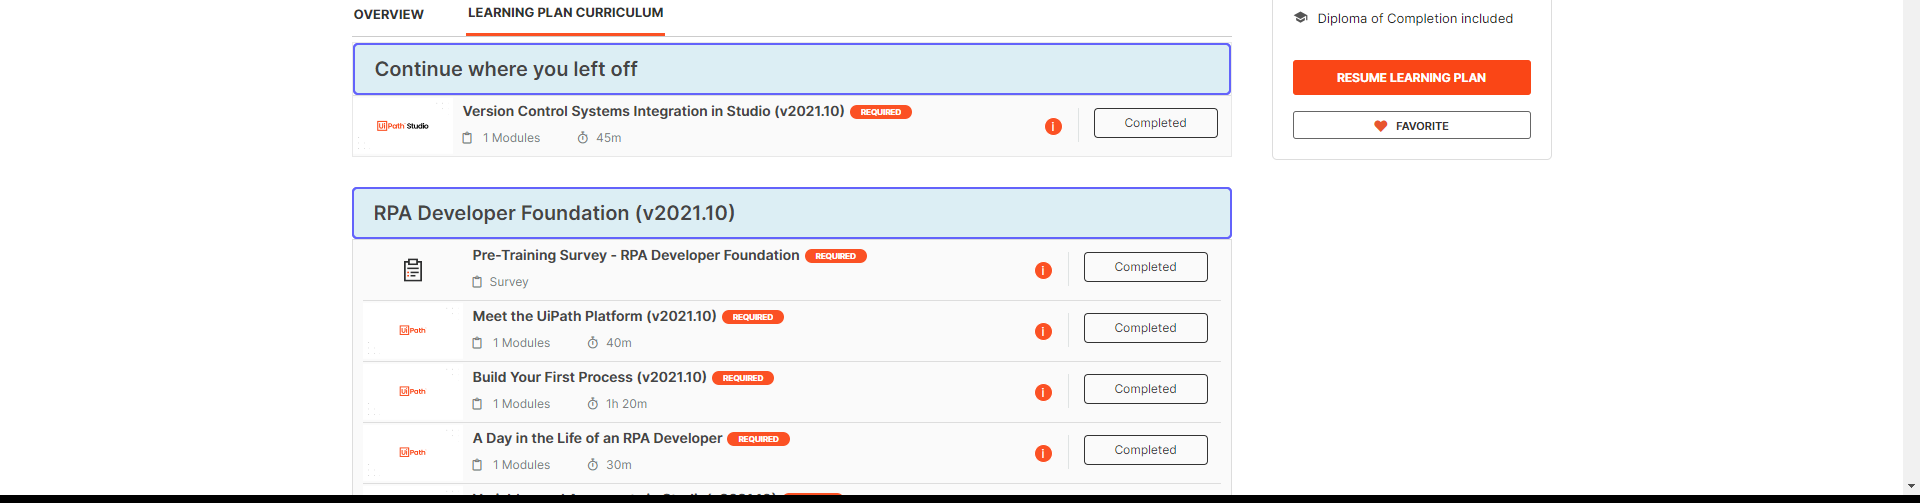 OVERVIEW
LEARNING PLAN CURRICULUM
Continue where you left off
UiPath Studio
Version Control Systems Integration in Studio (v2021.10) REQUIRED
1 Modules 45m
Completed
RPA Developer Foundation (v2021.10)
Pre-Training Survey - RPA Developer Foundation REQUIRED
Survey
Completed
UiPath
Meet the UiPath Platform (v2021.10) REQUIRED
1 Modules 40m
Completed
UiPath
Build Your First Process (v2021.10) REQUIRED
1 Modules 1h 20m
Completed
UiPath
A Day in the Life of an RPA Developer REQUIRED
1 Modules 30m
Completed
Diploma of Completion included
RESUME LEARNING PLAN
FAVORITE